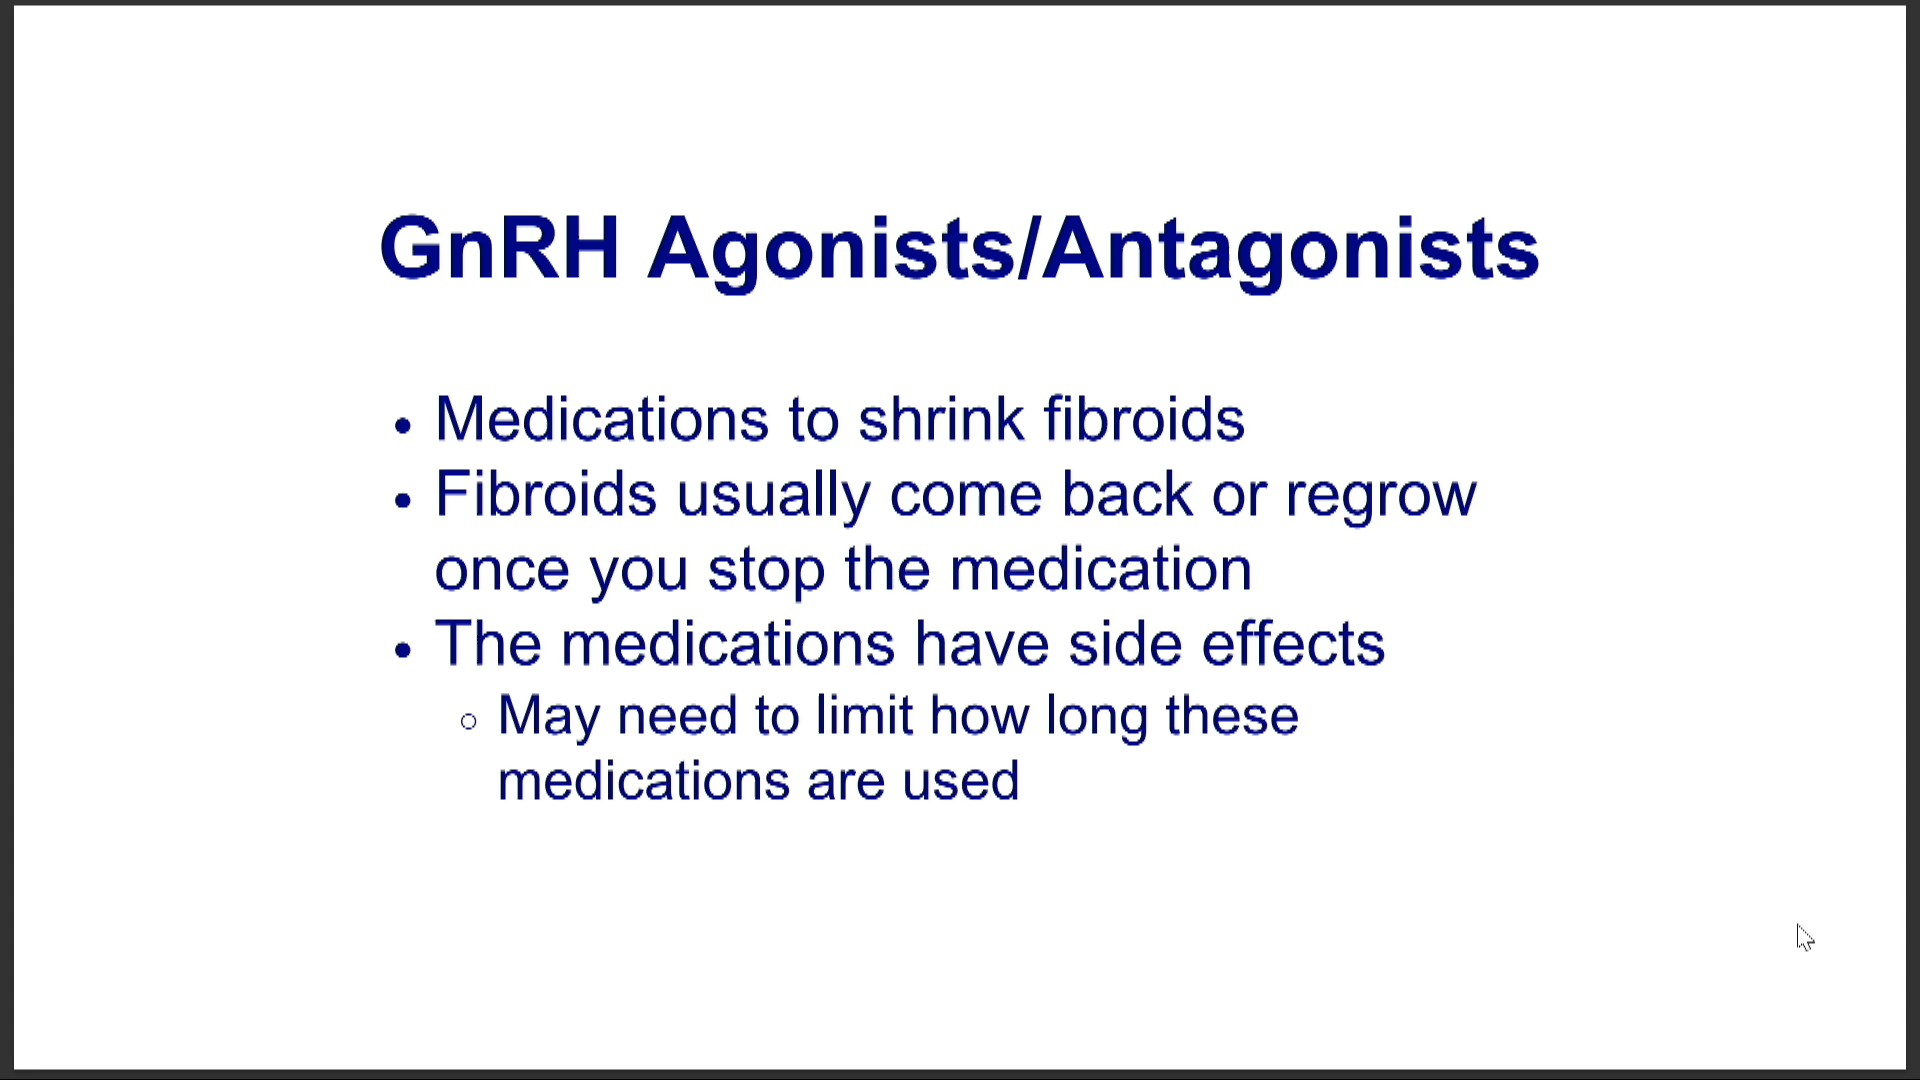 GnRH Agonists/Antagonists
• Medications to shrink fibroids
• Fibroids usually come back or regrow
once you stop the medication
• The medications have side effects
○ May need to limit how long these
medications are used